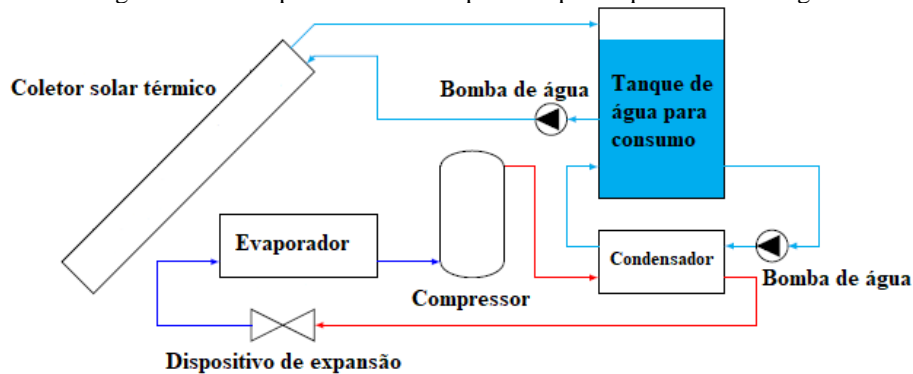 Coletor solar térmico
Bomba de água
Tanque de
água para
consumo
Evaporador
Condensador
Bomba de água
Compressor
Dispositivo de expansão